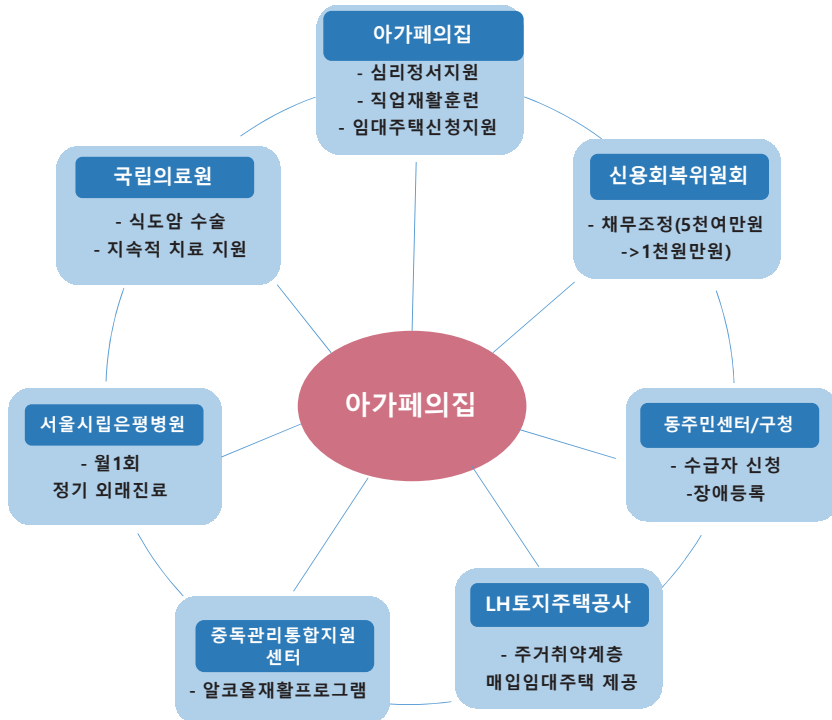 아가페의집
- 심리정서지원
- 직업재활훈련
- 임대주택신청지원
국립의료원
- 식도암 수술
- 지속적 치료 지원
신용회복위원회
- 채무조정(5천여만원
->1천원만원)
아가페의집
서울시립은평병원
- 월1회
정기 외래진료
동주민센터/구청
- 수급자 신청
-장애등록
중독관리통합지원
센터
- 알코올재활프로그램
LH토지주택공사
- 주거취약계층
매입임대주택 제공